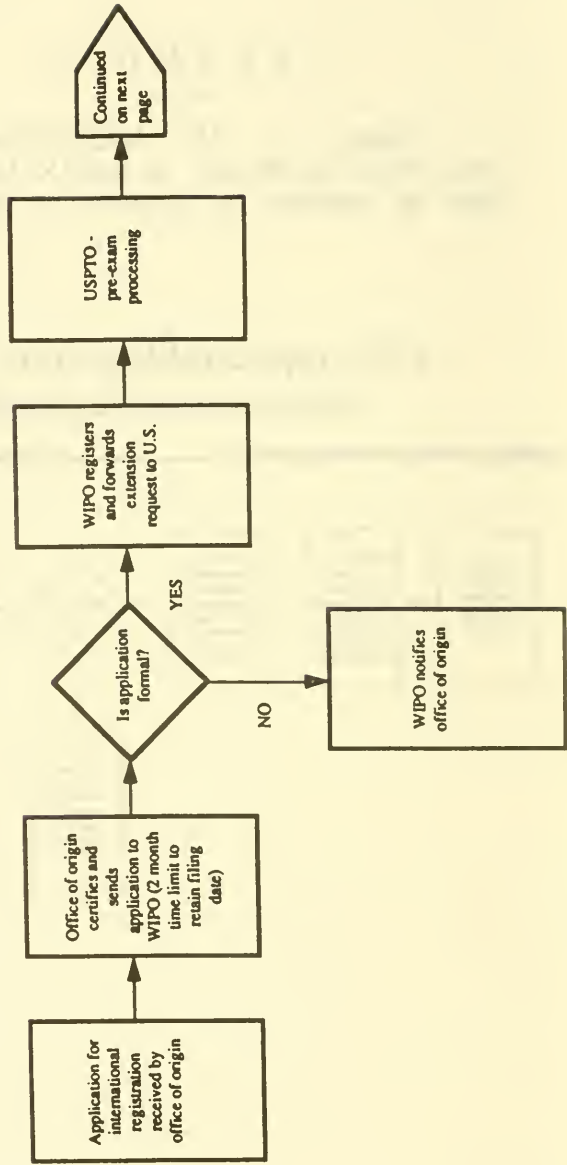 Application for
international
registration
received by
office of origin
Office of origin
certifies and
sends
application to
WIPO (2 month
time limit to
retain filing
date)
Is application
formal?
YES
NO
WIPO notifies
office of origin
WIPO registers
and forwards
extension
request to U.S.
USPTO -
pre-exam
processing
Continued
on next
page